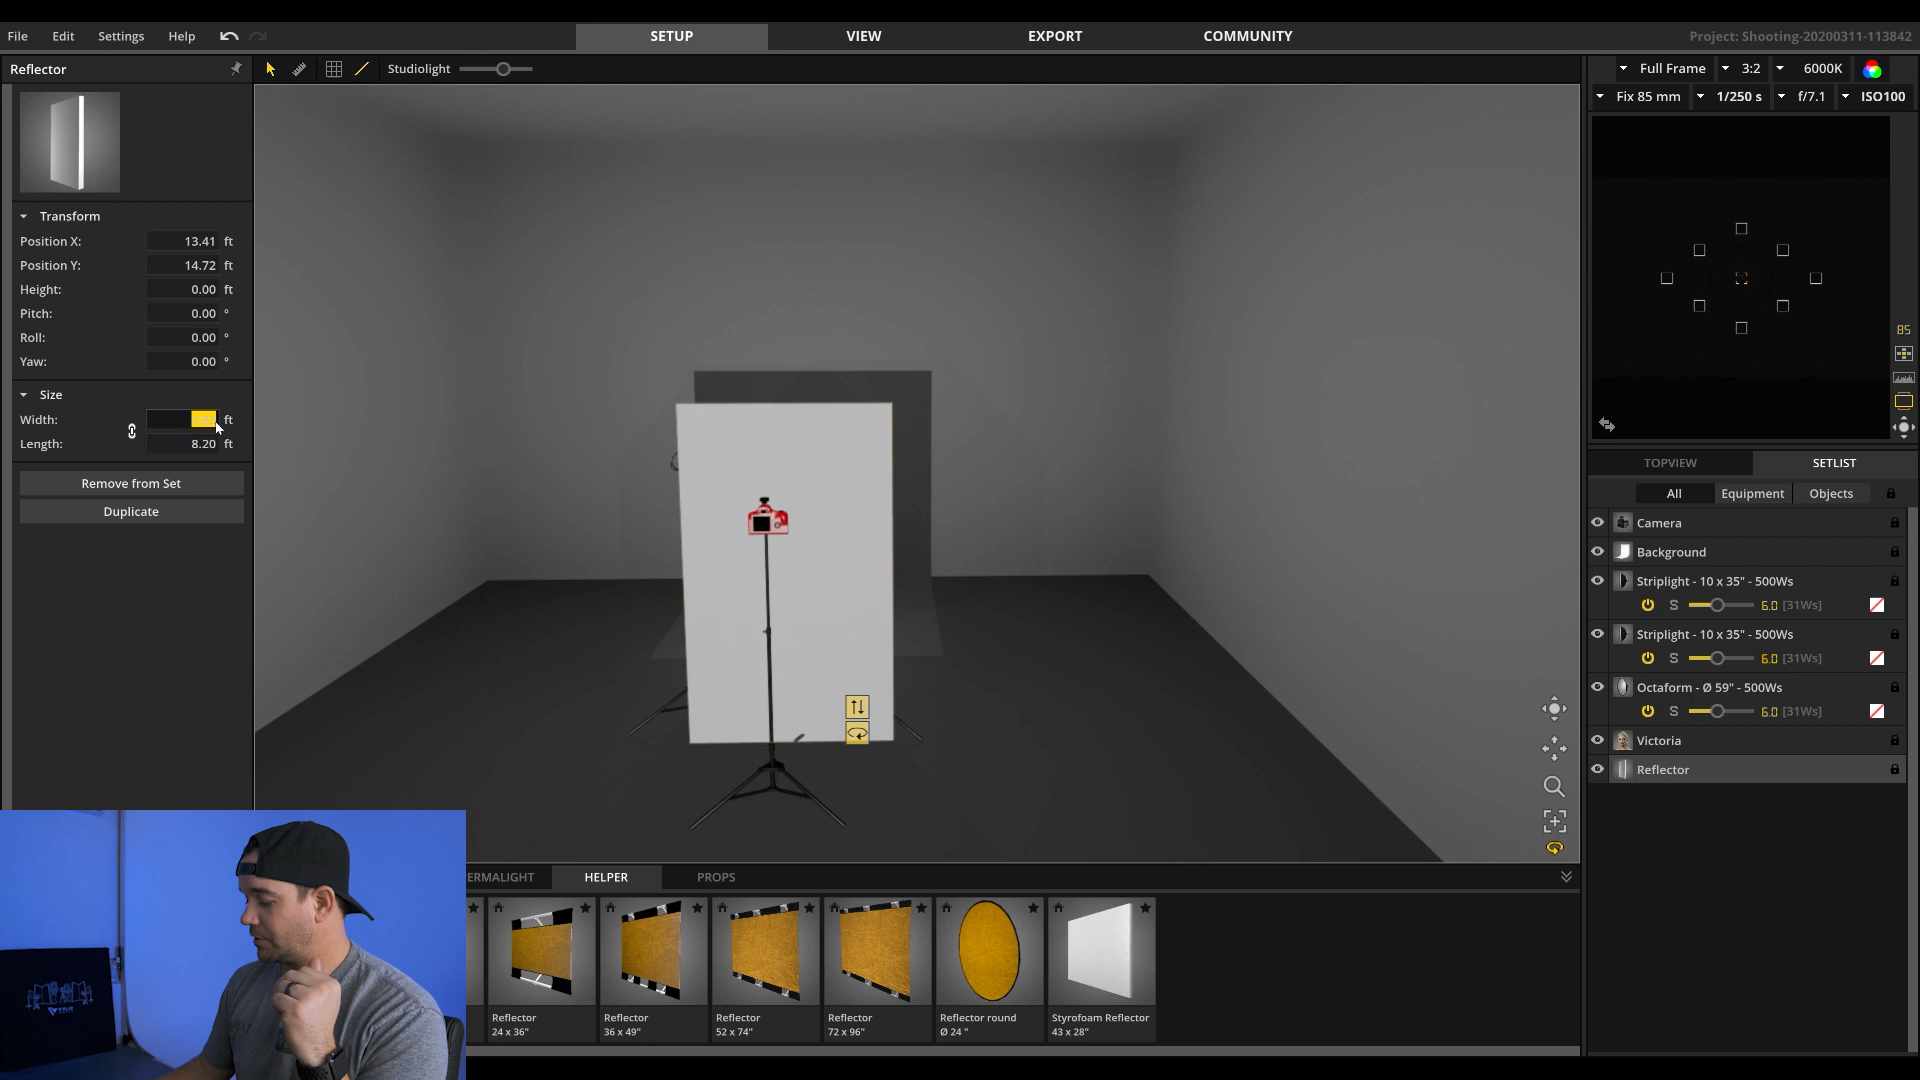 File Edit Settings Help
SETUP VIEW EXPORT COMMUNITY
Project: Shooting-20200311-113842
Reflector
Studiolight
Full Frame 3:2 6000K
Fix 85 mm 1/250 s f/7.1 ISO100
Transform
Position X: 13.41 ft
Position Y: 14.72 ft
Height: 0.00 ft
Pitch: 0.00 °
Roll: 0.00 °
Yaw: 0.00 °
Size
Width: ft
Length: 8.20 ft
Remove from Set
Duplicate
85
TOPVIEW SETLIST
All Equipment Objects
Camera
Background
Striplight - 10 x 35" - 500Ws
S 6.0 [31Ws]
Striplight - 10 x 35" - 500Ws
S 6.0 [31Ws]
Octaform - Ø 59" - 500Ws
S 6.0 [31Ws]
Victoria
Reflector
ERMALIGHT HELPER PROPS
Reflector
24 x 36"
Reflector
36 x 49"
Reflector
52 x 74"
Reflector
72 x 96"
Reflector round
Ø 24 "
Styrofoam Reflector
43 x 28"